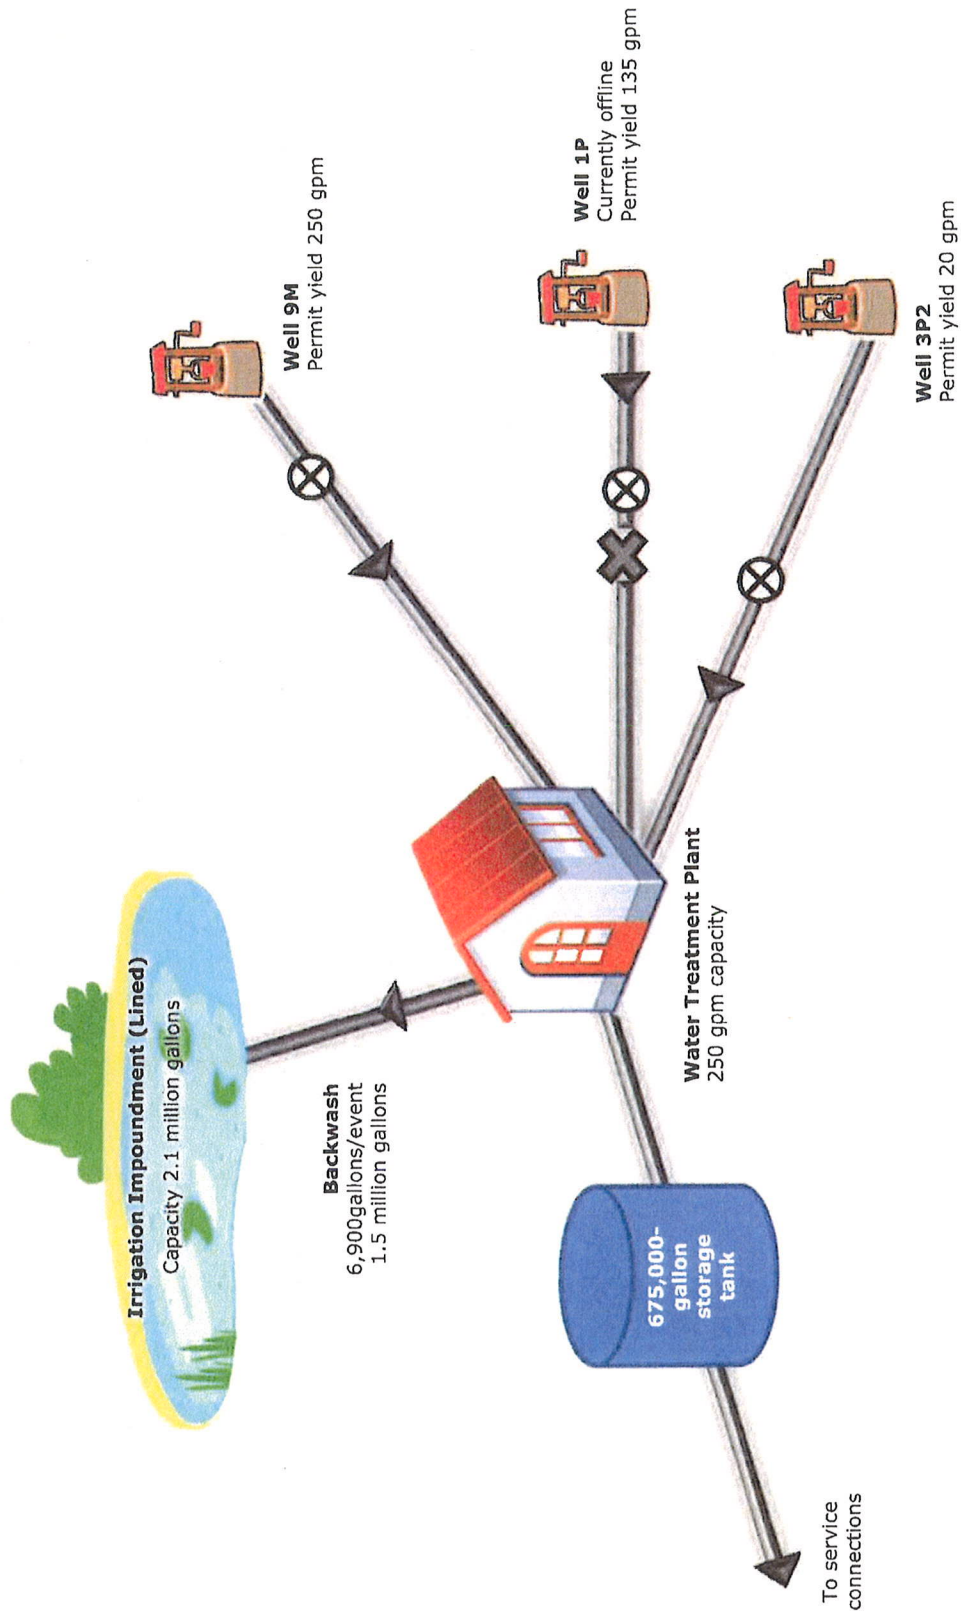 Irrigation Impoundment (Lined)
Capacity 2.1 million gallons
Backwash
6,900gallons/event
1.5 million gallons
Well 9M
Permit yield 250 gpm
Well 1P
Currently offline
Permit yield 135 gpm
Well 3P2
Permit yield 20 gpm
Water Treatment Plant
250 gpm capacity
675,000-
gallon
storage
tank
To service
connections